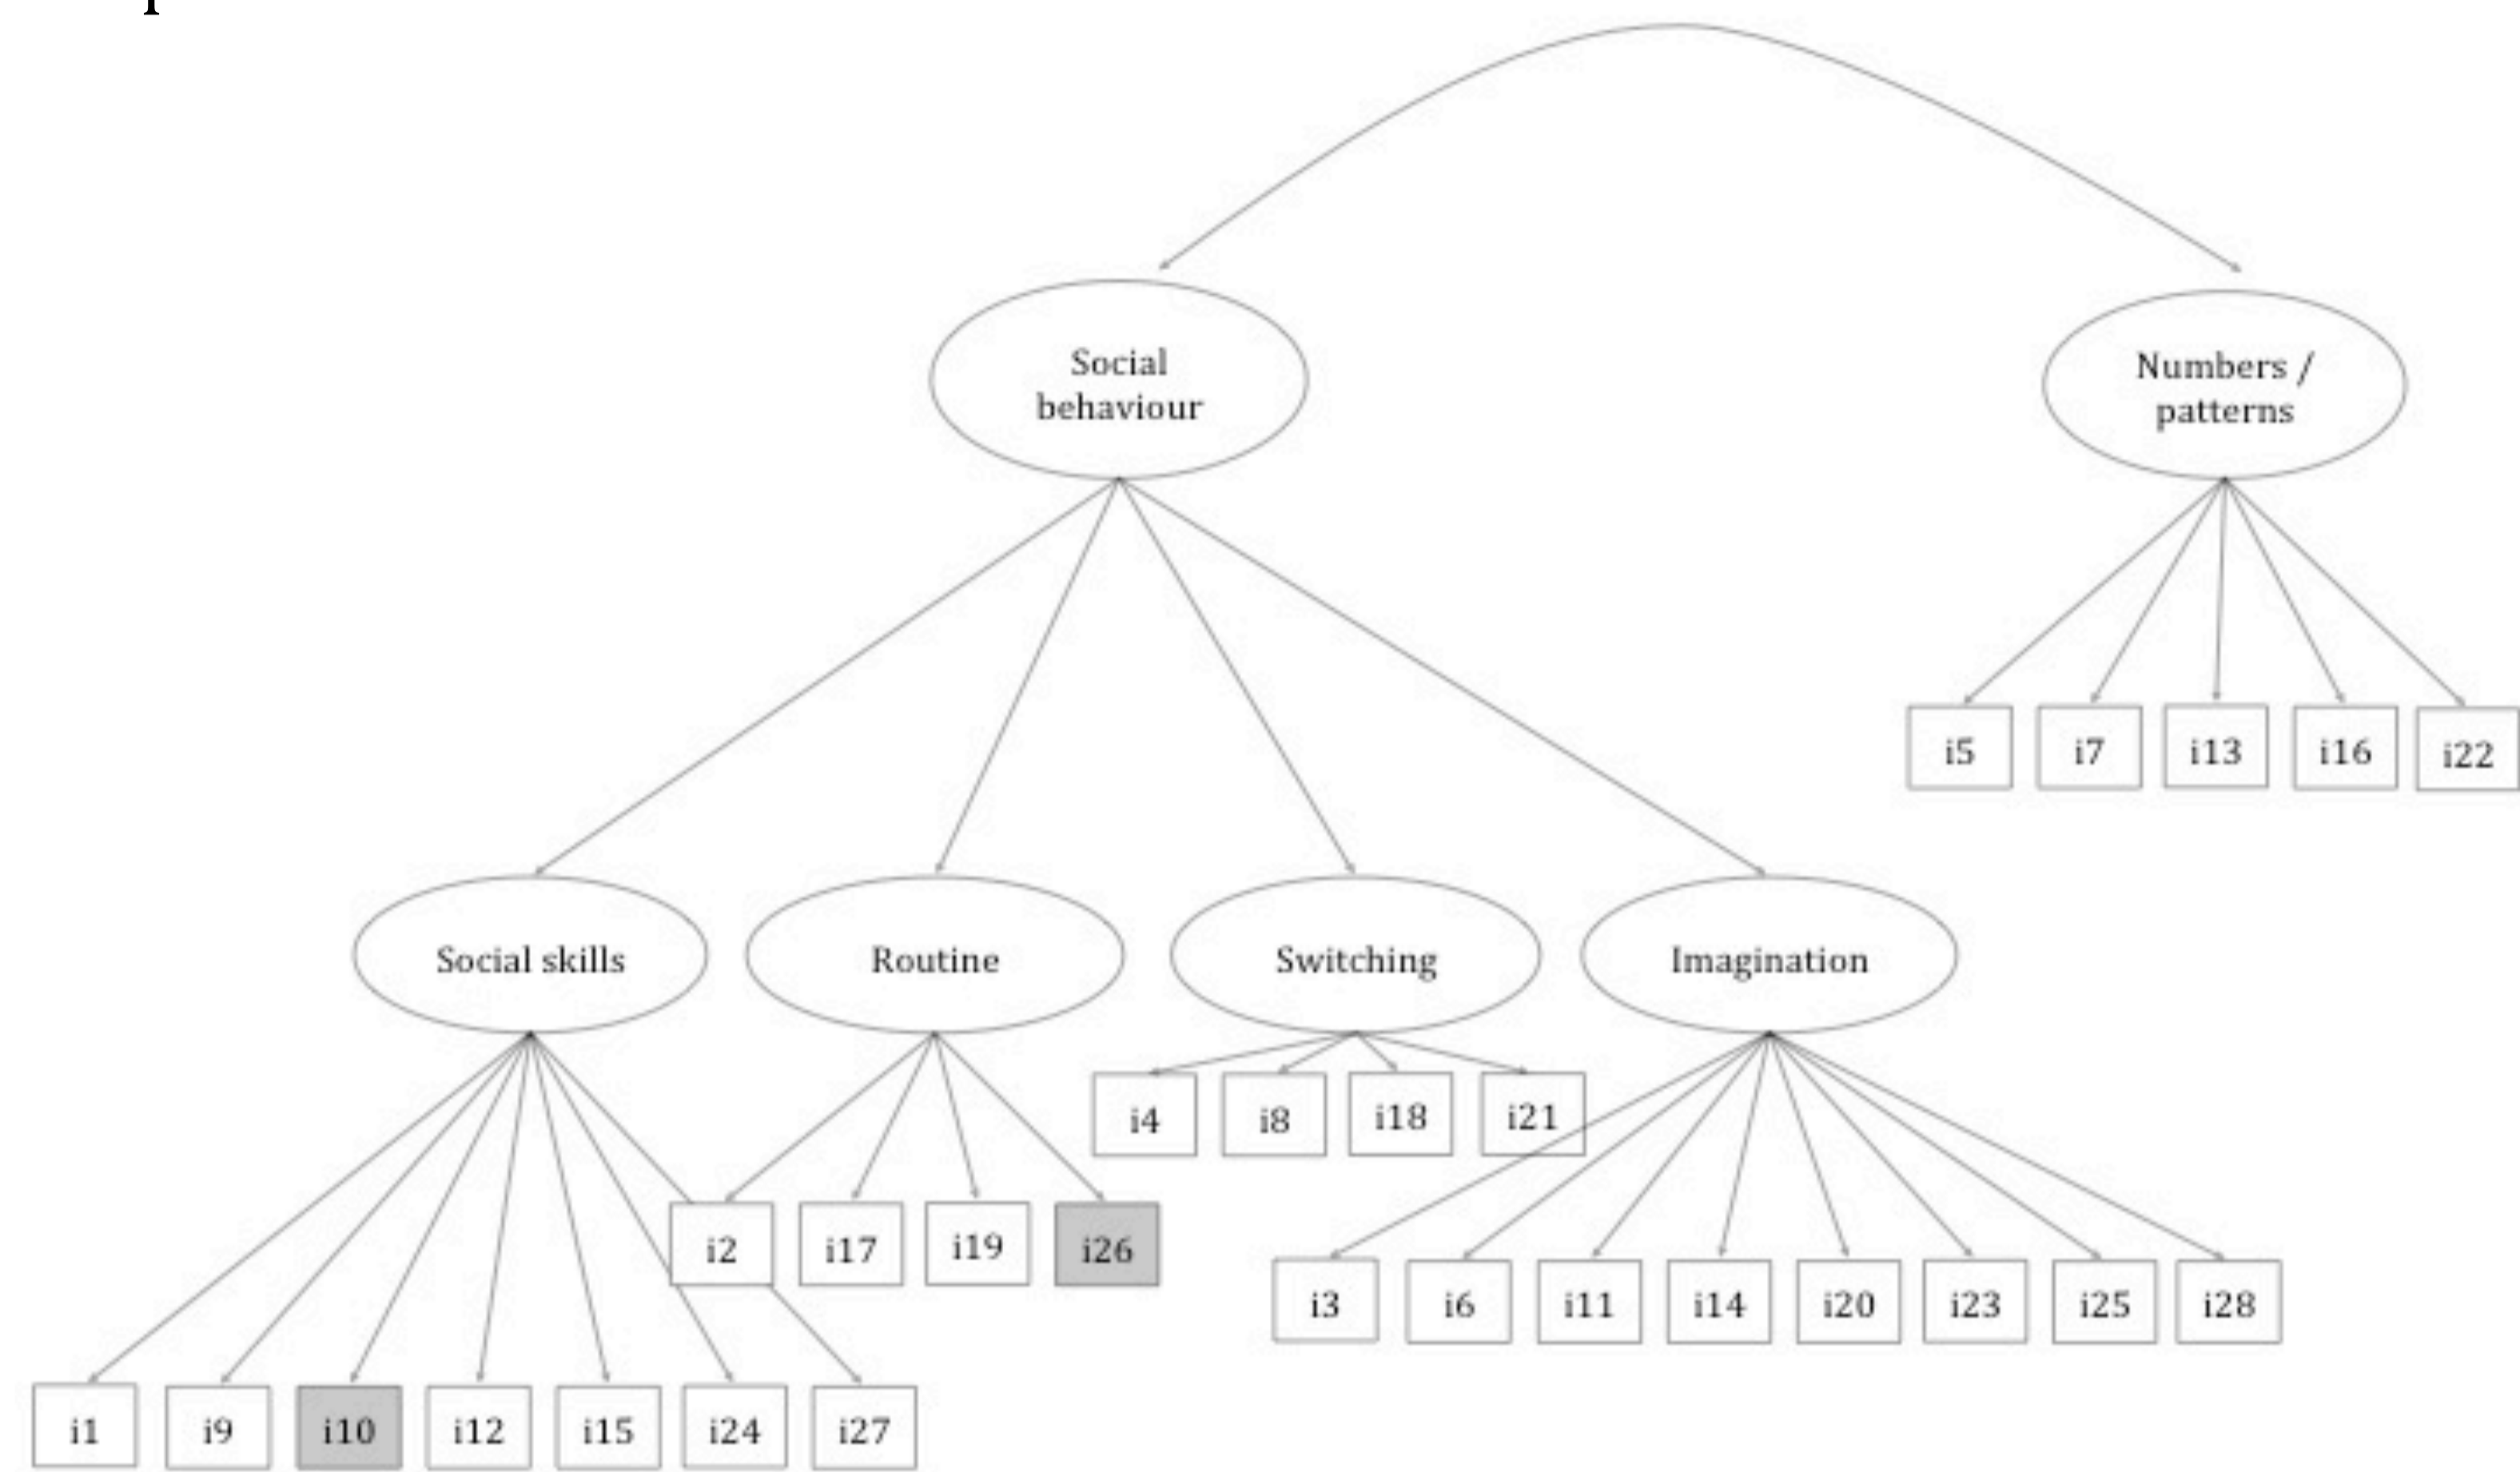 Social
behaviour
Numbers /
patterns
i5 i7 i13 i16 i22
Social skills Routine Switching Imagination
i4 i8 i18 i21
i2 i17 i19 i26
i3 i6 i11 i14 i20 i23 i25 i28
i1 i9 i10 i12 i15 i24 i27